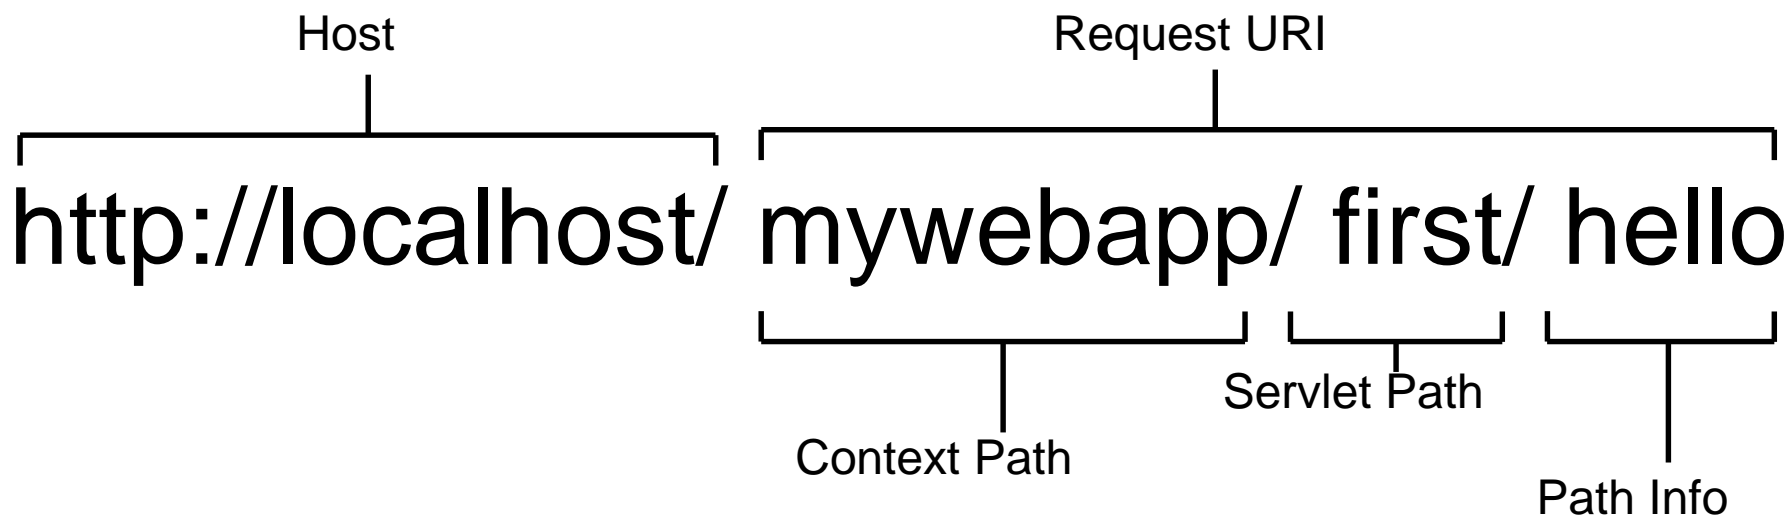 Host
Request URI
http://localhost/ mywebapp/ first/ hello
Servlet Path
Context Path
Path Info